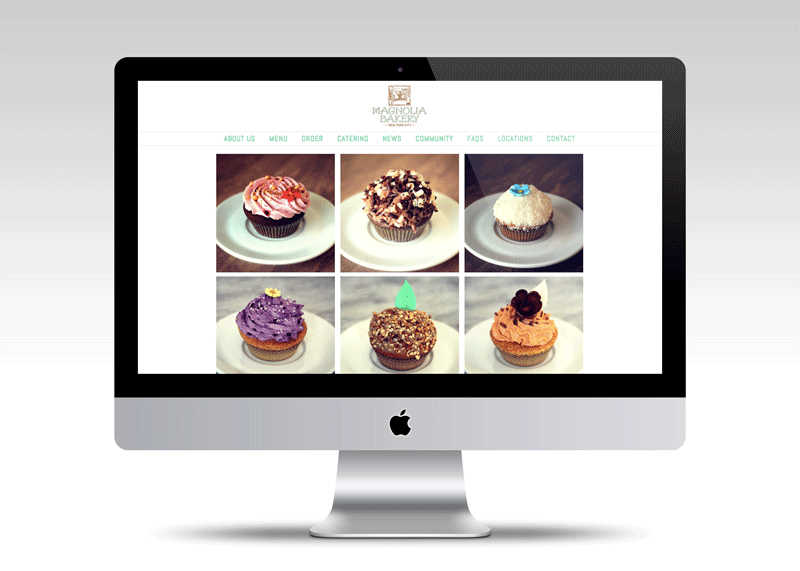 MAGNOLIA
BAKERY
NEW YORK CITY
ABOUT US MENU ORDER CATERING NEWS COMMUNITY FAQS LOCATIONS CONTACT